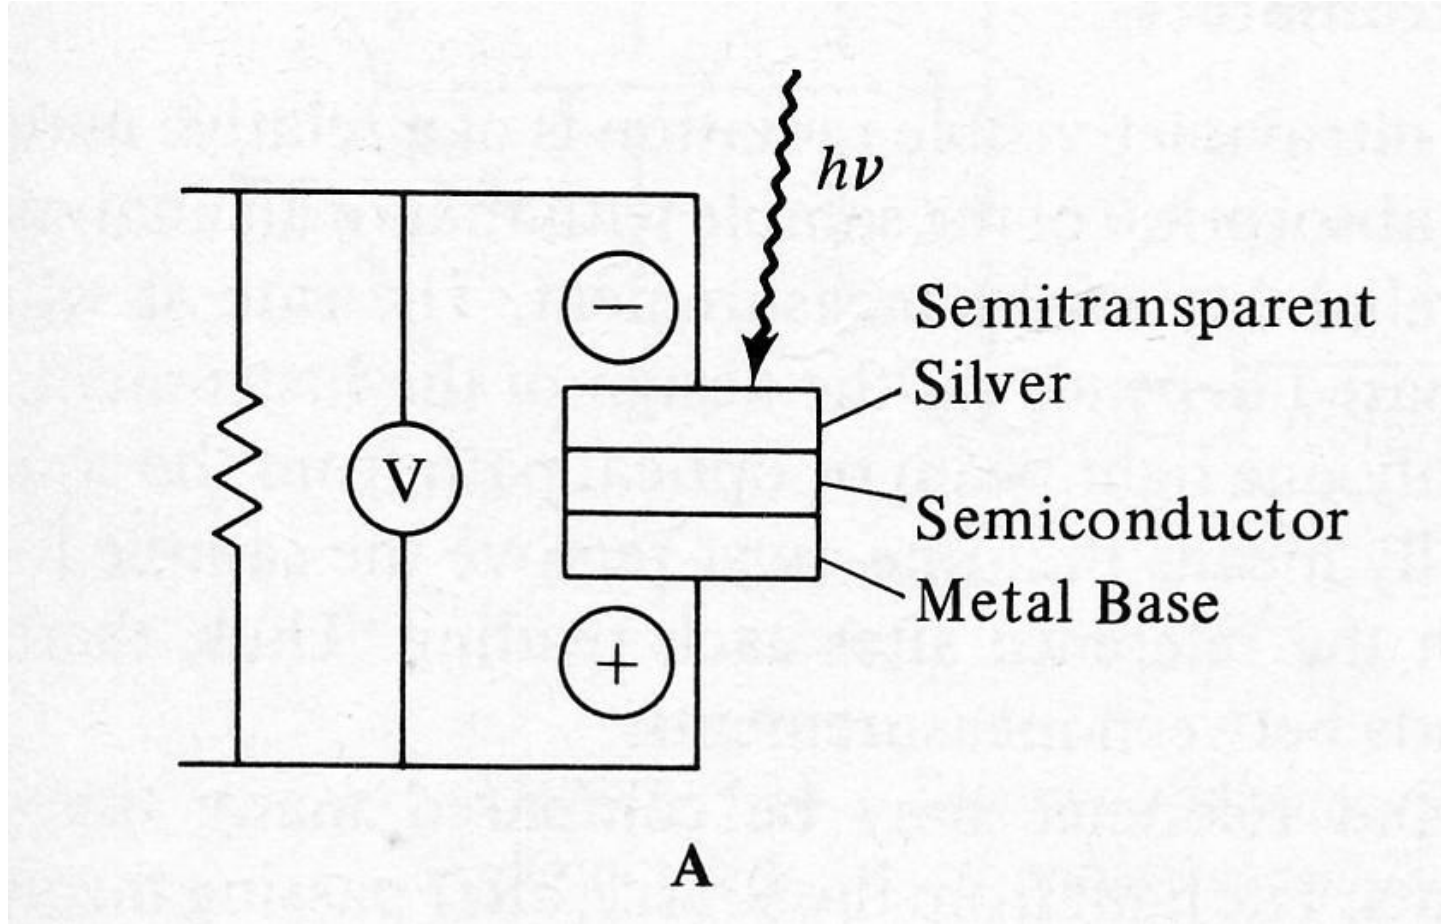 hν
−
Semitransparent
Silver
V
Semiconductor
Metal Base
+
A